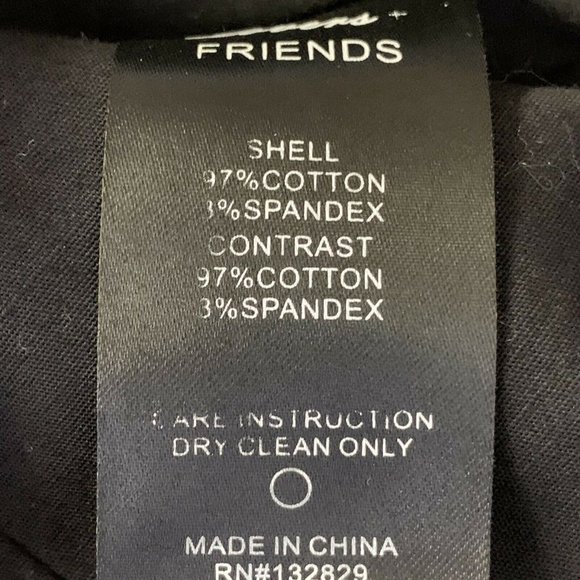 FRIENDS
SHELL
97%COTTON
3%SPANDEX
CONTRAST
97%COTTON
3%SPANDEX
CARE INSTRUCTION
DRY CLEAN ONLY
MADE IN CHINA
RN#132829